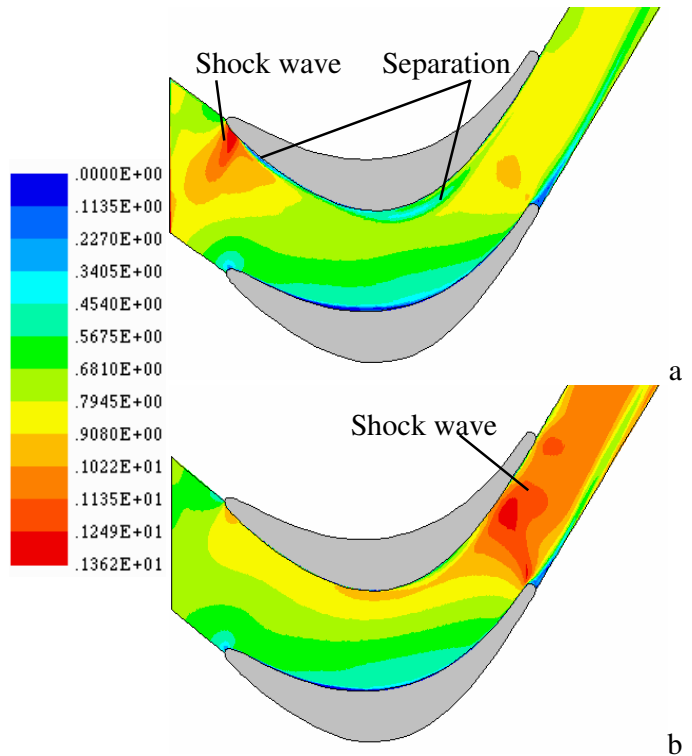 Shock wave
Separation
.0000E+00
.1135E+00
.2270E+00
.3405E+00
.4540E+00
.5675E+00
.6810E+00
.7945E+00
.9080E+00
.1022E+01
.1135E+01
.1249E+01
.1362E+01
a
Shock wave
b